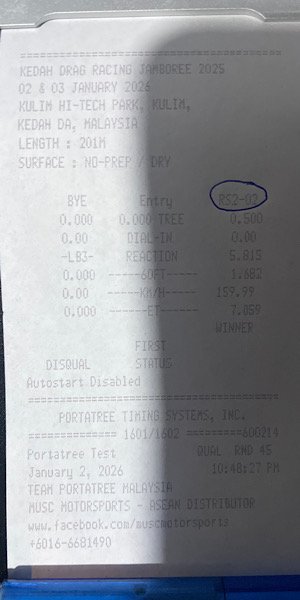 KEDAH DRAG RACING JAMBOREE 2025
02 & 03 JANUARY 2026
KULIM HI-TECH PARK, KULIM,
KEDAH DA, MALAYSIA
LENGTH : 201M
SURFACE : NO-PREP / DRY
BYE Entry RS2-07
0.000 0.000 TREE 0.500
0.00 DIAL-IN 0.00
-LB3- REACTION 5.815
0.000 -----60FT----- 1.682
0.00 -----KM/H----- 159.99
0.000 ------ET------ 7.859
WINNER
FIRST
DISQUAL STATUS
Autostart Disabled
PORTATREE TIMING SYSTEMS, INC.
============= 1601/1602 =========600214
Portatree Test QUAL RND 45
January 2, 2026 10:48:27 PM
TEAM PORTATREE MALAYSIA
MUSC MOTORSPORTS - ASEAN DISTRIBUTOR
www.facebook.com/muscmotorsports
+6016-6681490